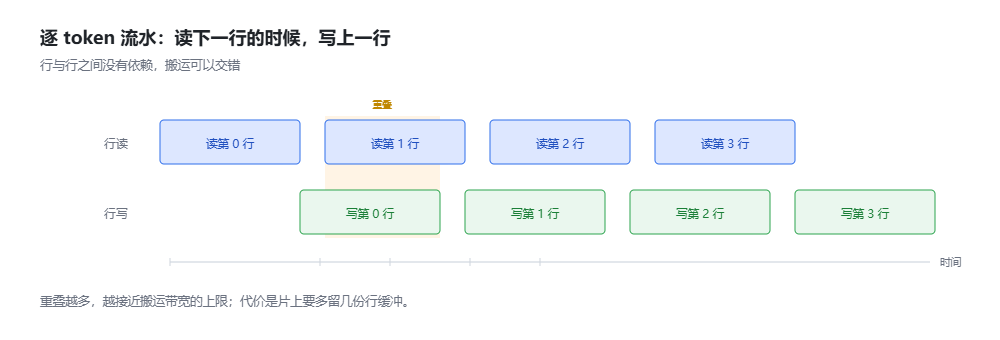 逐 token 流水：读下一行的时候，写上一行
行与行之间没有依赖，搬运可以交错
重叠
行读
读第 0 行
读第 1 行
读第 2 行
读第 3 行
行写
写第 0 行
写第 1 行
写第 2 行
写第 3 行
时间
重叠越多，越接近搬运带宽的上限；代价是片上要多留几份行缓冲。